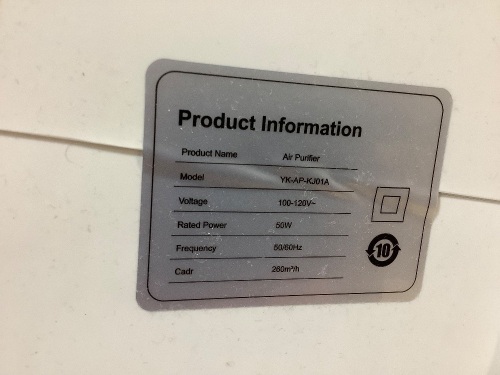 Product Information
Product Name Air Purifier
Model YK-AP-KJ01A
Voltage 100-120V~
Rated Power 50W
Frequency 50/60Hz
Cadr 260m³/h
10